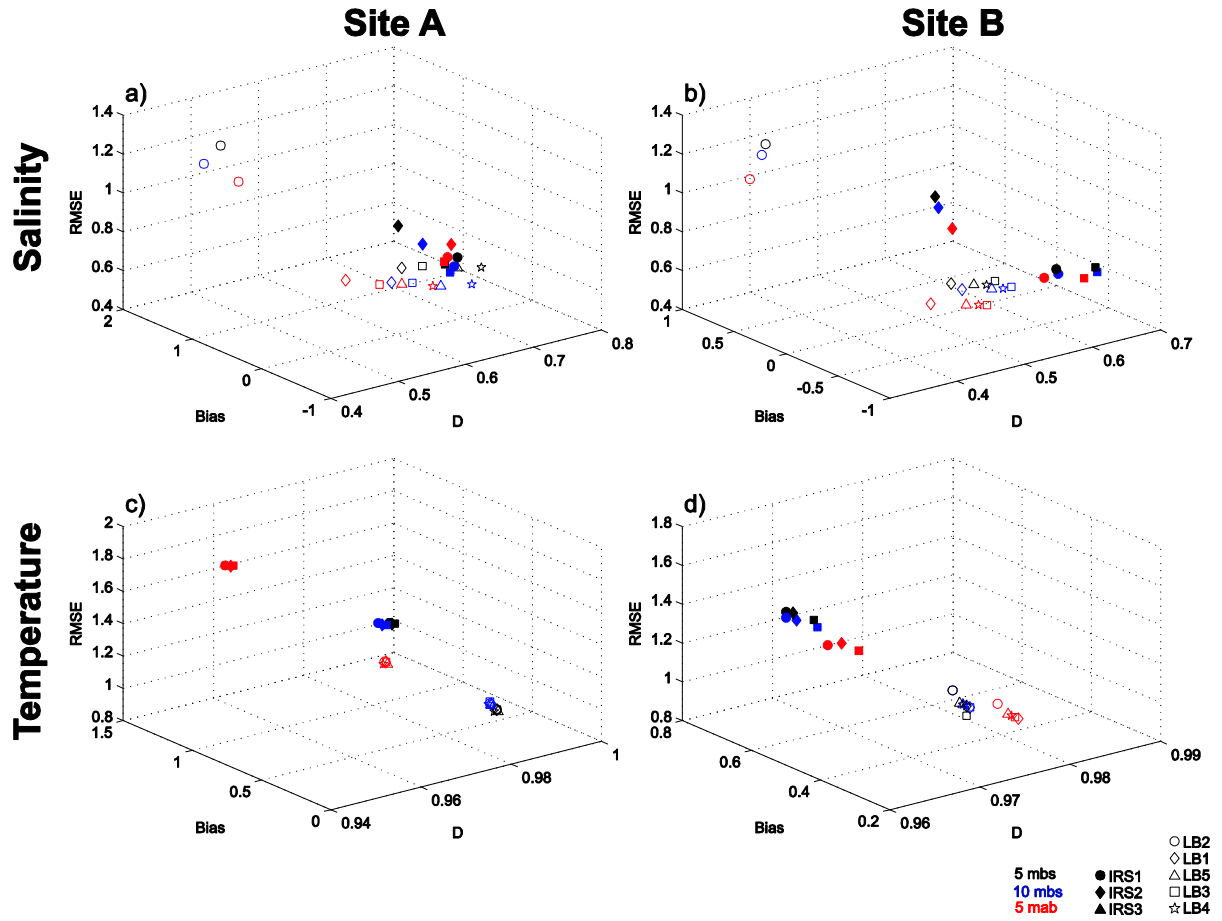 Site A
Site B
Salinity
a)
1.4
1.2
1
0.8
0.6
0.4
RMSE
2
1
0
-1
Bias
0.4
0.5
0.6
0.7
0.8
D
b)
1.4
1.2
1
0.8
0.6
0.4
RMSE
1
0.5
0
-0.5
-1
Bias
0.4
0.5
0.6
0.7
D
Temperature
c)
2
1.8
1.6
1.4
1.2
1
0.8
RMSE
1.5
1
0.5
0
Bias
0.94
0.96
0.98
1
D
d)
1.8
1.6
1.4
1.2
1
0.8
RMSE
0.8
0.6
0.4
0.2
Bias
0.96
0.97
0.98
0.99
D
5 mbs
10 mbs
5 mab
IRS1
IRS2
IRS3
LB2
LB1
LB5
LB3
LB4